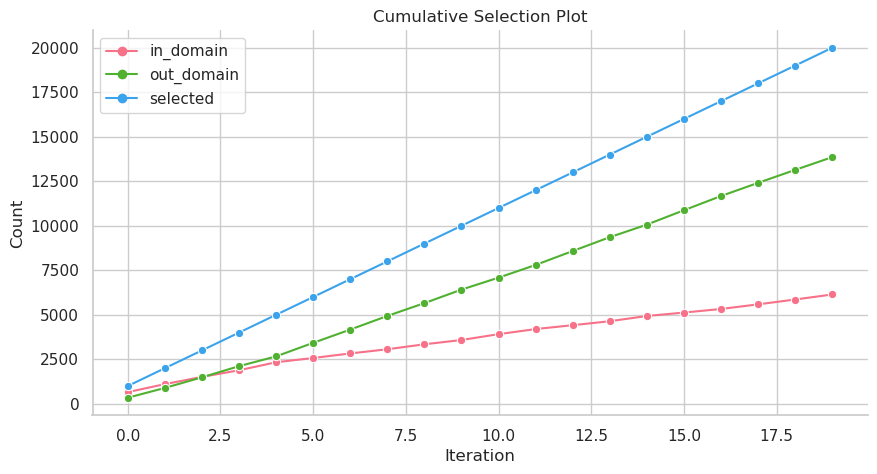 Cumulative Selection Plot
in_domain
out_domain
selected
20000
17500
15000
12500
10000
7500
5000
2500
0
Count
0.0 2.5 5.0 7.5 10.0 12.5 15.0 17.5
Iteration